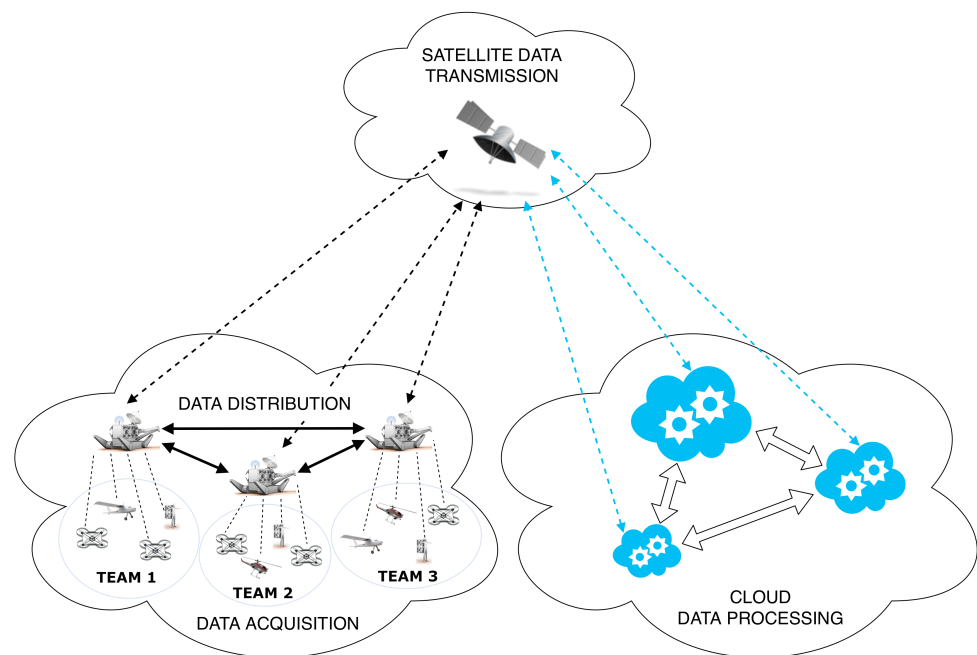 SATELLITE DATA
TRANSMISSION
DATA DISTRIBUTION
TEAM 1
TEAM 2
TEAM 3
DATA ACQUISITION
CLOUD
DATA PROCESSING